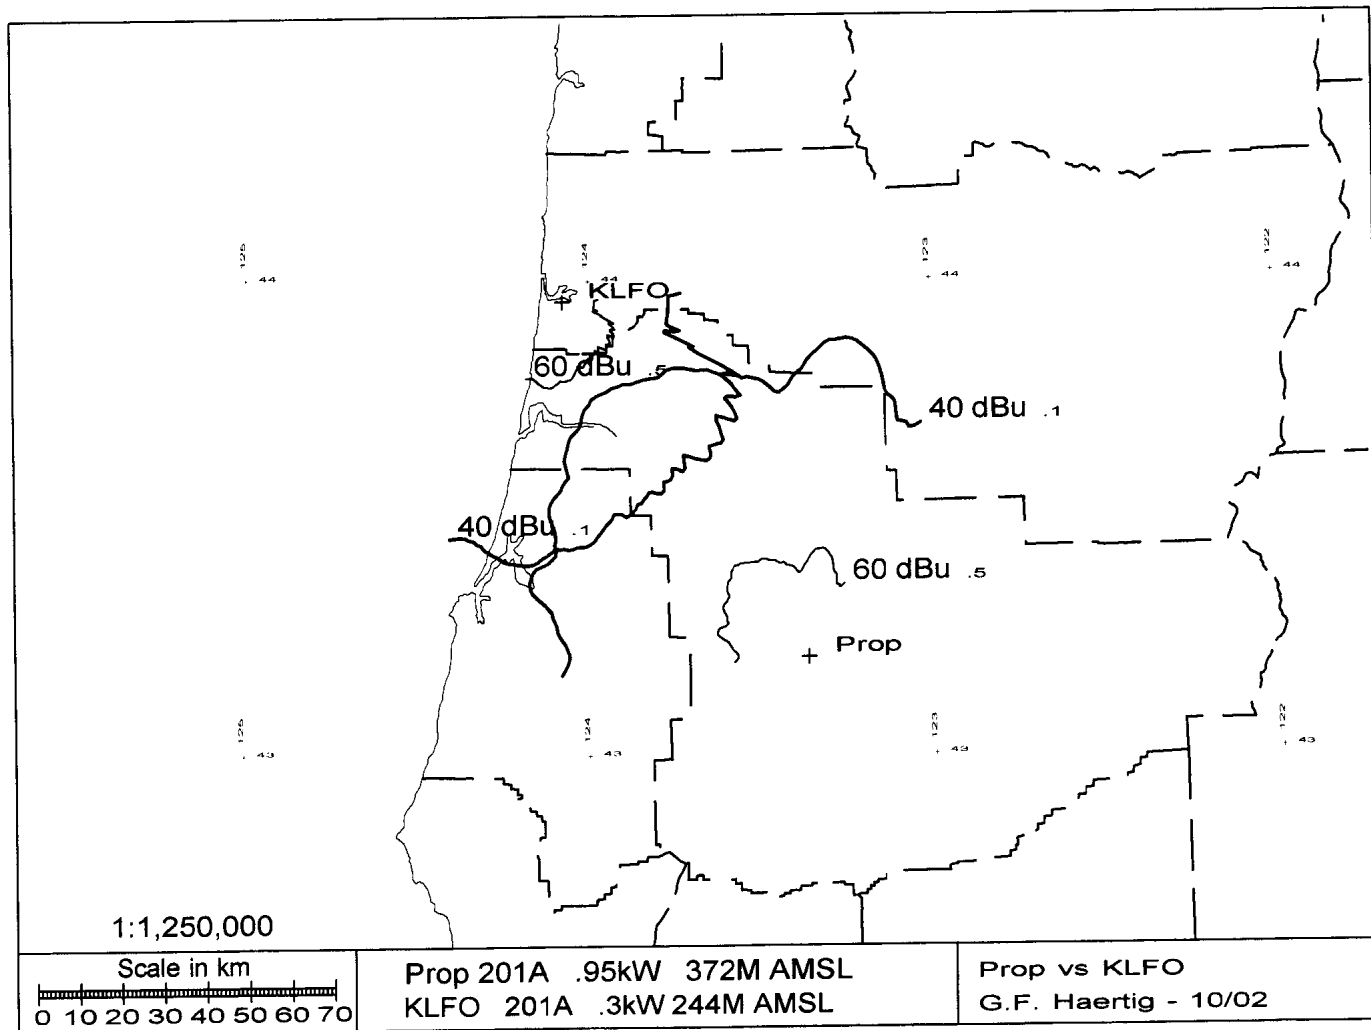 125
44
124
44
123
44
122
44
KLFO
60 dBu .5
40 dBu .1
40 dBu .1
60 dBu .5
Prop
125
43
124
43
123
43
122
43
1:1,250,000
Scale in km
0 10 20 30 40 50 60 70
Prop 201A .95kW 372M AMSL
KLFO 201A .3kW 244M AMSL
Prop vs KLFO
G.F. Haertig - 10/02